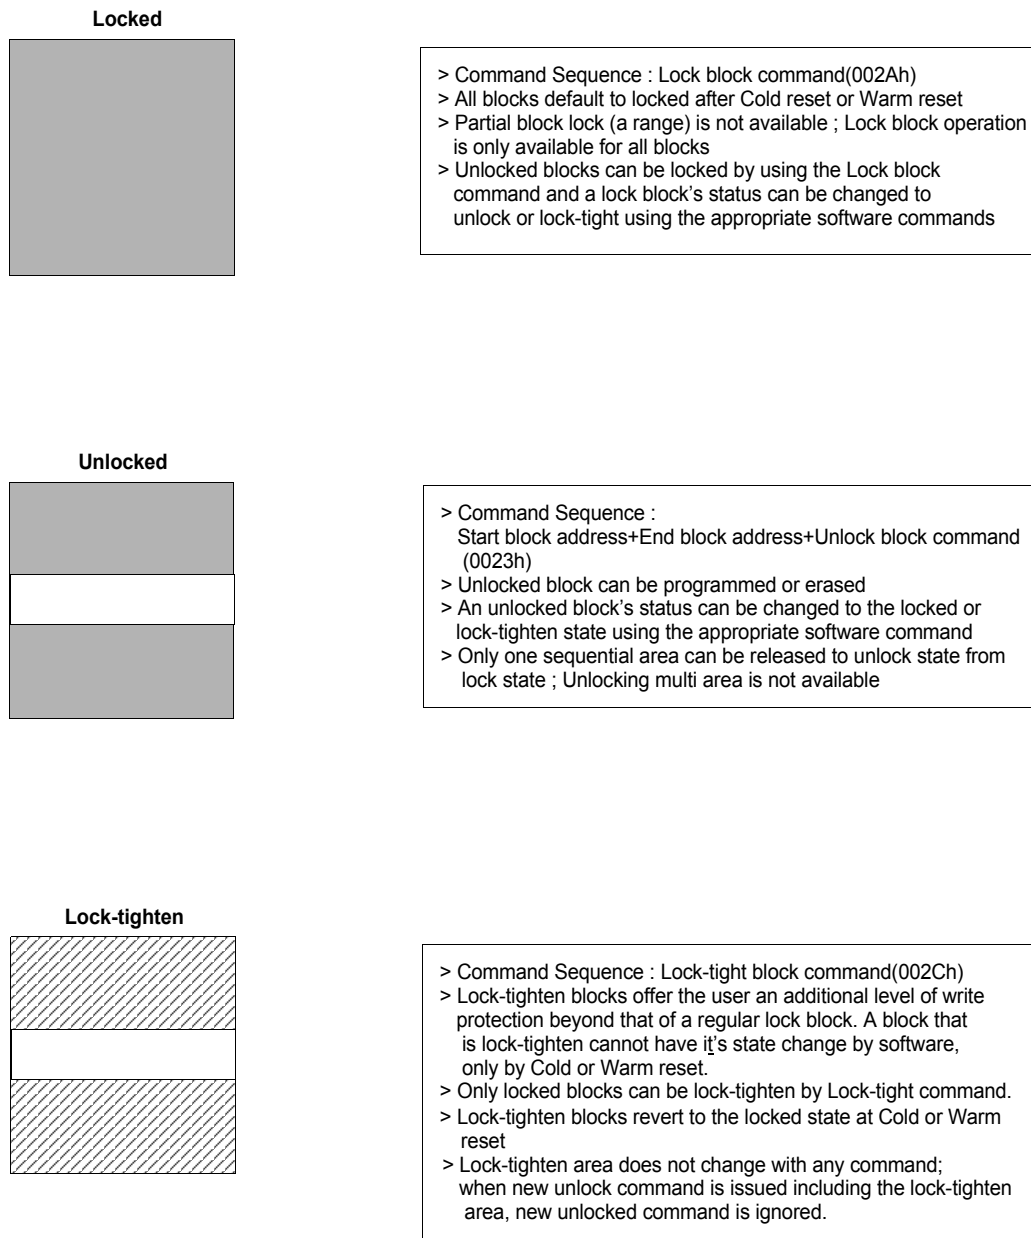 Locked
> Command Sequence : Lock block command(002Ah)
> All blocks default to locked after Cold reset or Warm reset
> Partial block lock (a range) is not available ; Lock block operation
is only available for all blocks
> Unlocked blocks can be locked by using the Lock block
command and a lock block’s status can be changed to
unlock or lock-tight using the appropriate software commands
Unlocked
> Command Sequence :
Start block address+End block address+Unlock block command
(0023h)
> Unlocked block can be programmed or erased
> An unlocked block’s status can be changed to the locked or
lock-tighten state using the appropriate software command
> Only one sequential area can be released to unlock state from
lock state ; Unlocking multi area is not available
Lock-tighten
> Command Sequence : Lock-tight block command(002Ch)
> Lock-tighten blocks offer the user an additional level of write
protection beyond that of a regular lock block. A block that
is lock-tighten cannot have it’s state change by software,
only by Cold or Warm reset.
> Only locked blocks can be lock-tighten by Lock-tight command.
> Lock-tighten blocks revert to the locked state at Cold or Warm
reset
> Lock-tighten area does not change with any command;
when new unlock command is issued including the lock-tighten
area, new unlocked command is ignored.